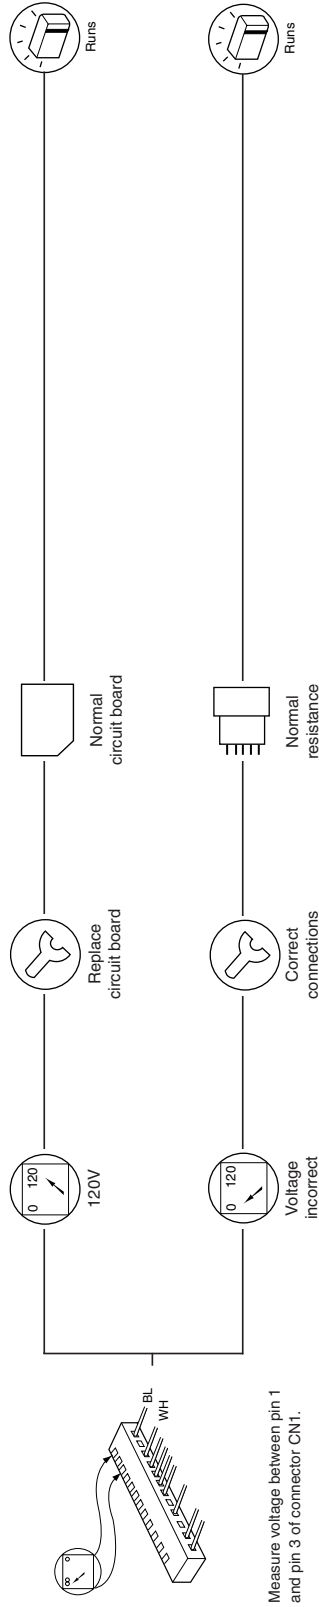 Measure voltage between pin 1
and pin 3 of connector CN1.
BL
WH
0 120
120V
Replace
circuit board
Normal
circuit board
Runs
0 120
Voltage
incorrect
Correct
connections
Normal
resistance
Runs